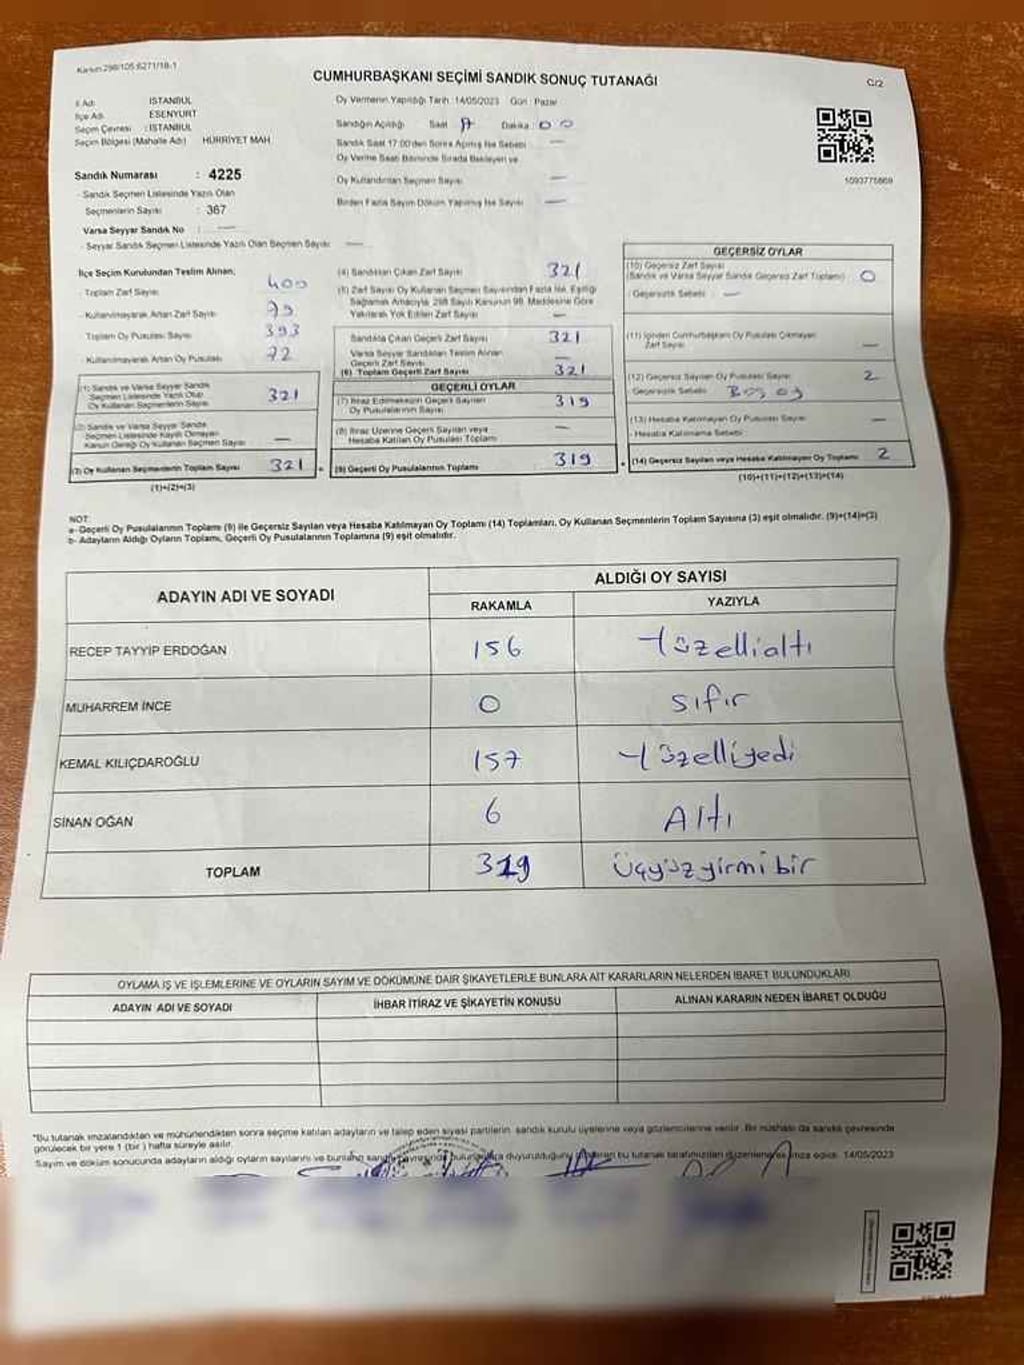 Kanun 298/105.6271/18-1
CUMHURBAŞKANI SEÇİMİ SANDIK SONUÇ TUTANAĞI
C/2
İl Adı İSTANBUL
İlçe Adı ESENYURT
Seçim Çevresi : İSTANBUL
Seçim Bölgesi (Mahalle Adı) HÜRRİYET MAH
Sandık Numarası : 4225
- Sandık Seçmen Listesinde Yazılı Olan
Seçmenlerin Sayısı : 367
Varsa Seyyar Sandık No : —
- Seyyar Sandık Seçmen Listesinde Yazılı Olan Seçmen Sayısı —
Oy Vermenin Yapıldığı Tarih : 14/05/2023 Gün : Pazar
Sandığın Açıldığı Saat Dakika 00
Sandık Saat 17.00'den Sonra Açılmış İse Sebebi —
Oy Verme Saati Bitiminde Sırada Bekleyen ve
Oy Kullandırılan Seçmen Sayısı —
Birden Fazla Sayım Döküm Yapılmış İse Sayısı —
1093775869
İlçe Seçim Kurulundan Teslim Alınan;
- Toplam Zarf Sayısı 400
- Kullanılmayarak Artan Zarf Sayısı 79
Toplam Oy Pusulası Sayısı 393
- Kullanılmayarak Artan Oy Pusulası 72
(1) Sandık ve Varsa Seyyar Sandık
Seçmen Listesinde Yazılı Olup
Oy Kullanan Seçmenlerin Sayısı 321
(2) Sandık ve Varsa Seyyar Sandık
Seçmen Listesinde Kayıtlı Olmayan
Kanun Gereği Oy Kullanan Seçmen Sayısı —
(3) Oy Kullanan Seçmenlerin Toplam Sayısı 321
(1)+(2)=(3)
(4) Sandıktan Çıkan Zarf Sayısı 321
(5) Zarf Sayısı Oy Kullanan Seçmen Sayısından Fazla İse, Eşitliği
Sağlamak Amacıyla, 298 Sayılı Kanunun 98. Maddesine Göre
Yakılarak Yok Edilen Zarf Sayısı —
Sandıkta Çıkan Geçerli Zarf Sayısı 321
Varsa Seyyar Sandıktan Teslim Alınan
Geçerli Zarf Sayısı —
(6) Toplam Geçerli Zarf Sayısı 321
GEÇERLİ OYLAR
(7) İtiraz Edilmeksizin Geçerli Sayılan
Oy Pusulalarının Sayısı 319
(8) İtiraz Üzerine Geçerli Sayılan veya
Hesaba Katılan Oy Pusulası Toplamı —
(9) Geçerli Oy Pusulalarının Toplamı 319
GEÇERSİZ OYLAR
(10) Geçersiz Zarf Sayısı
(Sandık ve Varsa Seyyar Sandık Geçersiz Zarf Toplamı) 0
- Geçersizlik Sebebi —
(11) İçinden Cumhurbaşkanı Oy Pusulası Çıkmayan
Zarf Sayısı —
(12) Geçersiz Sayılan Oy Pusulası Sayısı 2
Geçersizlik Sebebi Boş oy
(13) Hesaba Katılmayan Oy Pusulası Sayısı —
- Hesaba Katılmama Sebebi
(14) Geçersiz Sayılan veya Hesaba Katılmayan Oy Toplamı 2
(10)+(11)+(12)+(13)=(14)
NOT:
a- Geçerli Oy Pusulalarının Toplamı (9) ile Geçersiz Sayılan veya Hesaba Katılmayan Oy Toplamı (14) Toplamları, Oy Kullanan Seçmenlerin Toplam Sayısına (3) eşit olmalıdır. (9)+(14)=(3)
b- Adayların Aldığı Oyların Toplamı, Geçerli Oy Pusulalarının Toplamına (9) eşit olmalıdır.
ADAYIN ADI VE SOYADI ALDIĞI OY SAYISI
RAKAMLA YAZIYLA
RECEP TAYYİP ERDOĞAN 156 Yüzellialtı
MUHARREM İNCE 0 sıfır
KEMAL KILIÇDAROĞLU 157 Yüzelliyedi
SİNAN OĞAN 6 Altı
TOPLAM 319 Üçyüzyirmibir
OYLAMA İŞ VE İŞLEMLERİNE VE OYLARIN SAYIM VE DÖKÜMÜNE DAİR ŞİKAYETLERLE BUNLARA AİT KARARLARIN NELERDEN İBARET BULUNDUKLARI
ADAYIN ADI VE SOYADI İHBAR İTİRAZ VE ŞİKAYETİN KONUSU ALINAN KARARIN NEDEN İBARET OLDUĞU
*Bu tutanak imzalandıktan ve mühürlendikten sonra seçime katılan adayların ve talep eden siyasi partilerin sandık kurulu üyelerine veya gözlemcilerine verilir. Bir nüshası da sandık çevresinde
görülecek bir yere 1 (bir) hafta süreyle asılır.
Sayım ve döküm sonucunda adayların aldığı oyların sayılarını ve bunların sandık çevresinde bulunanlara duyurulduğunu bu tutanak tarafımızdan düzenlenerek imza edildi. 14/05/2023